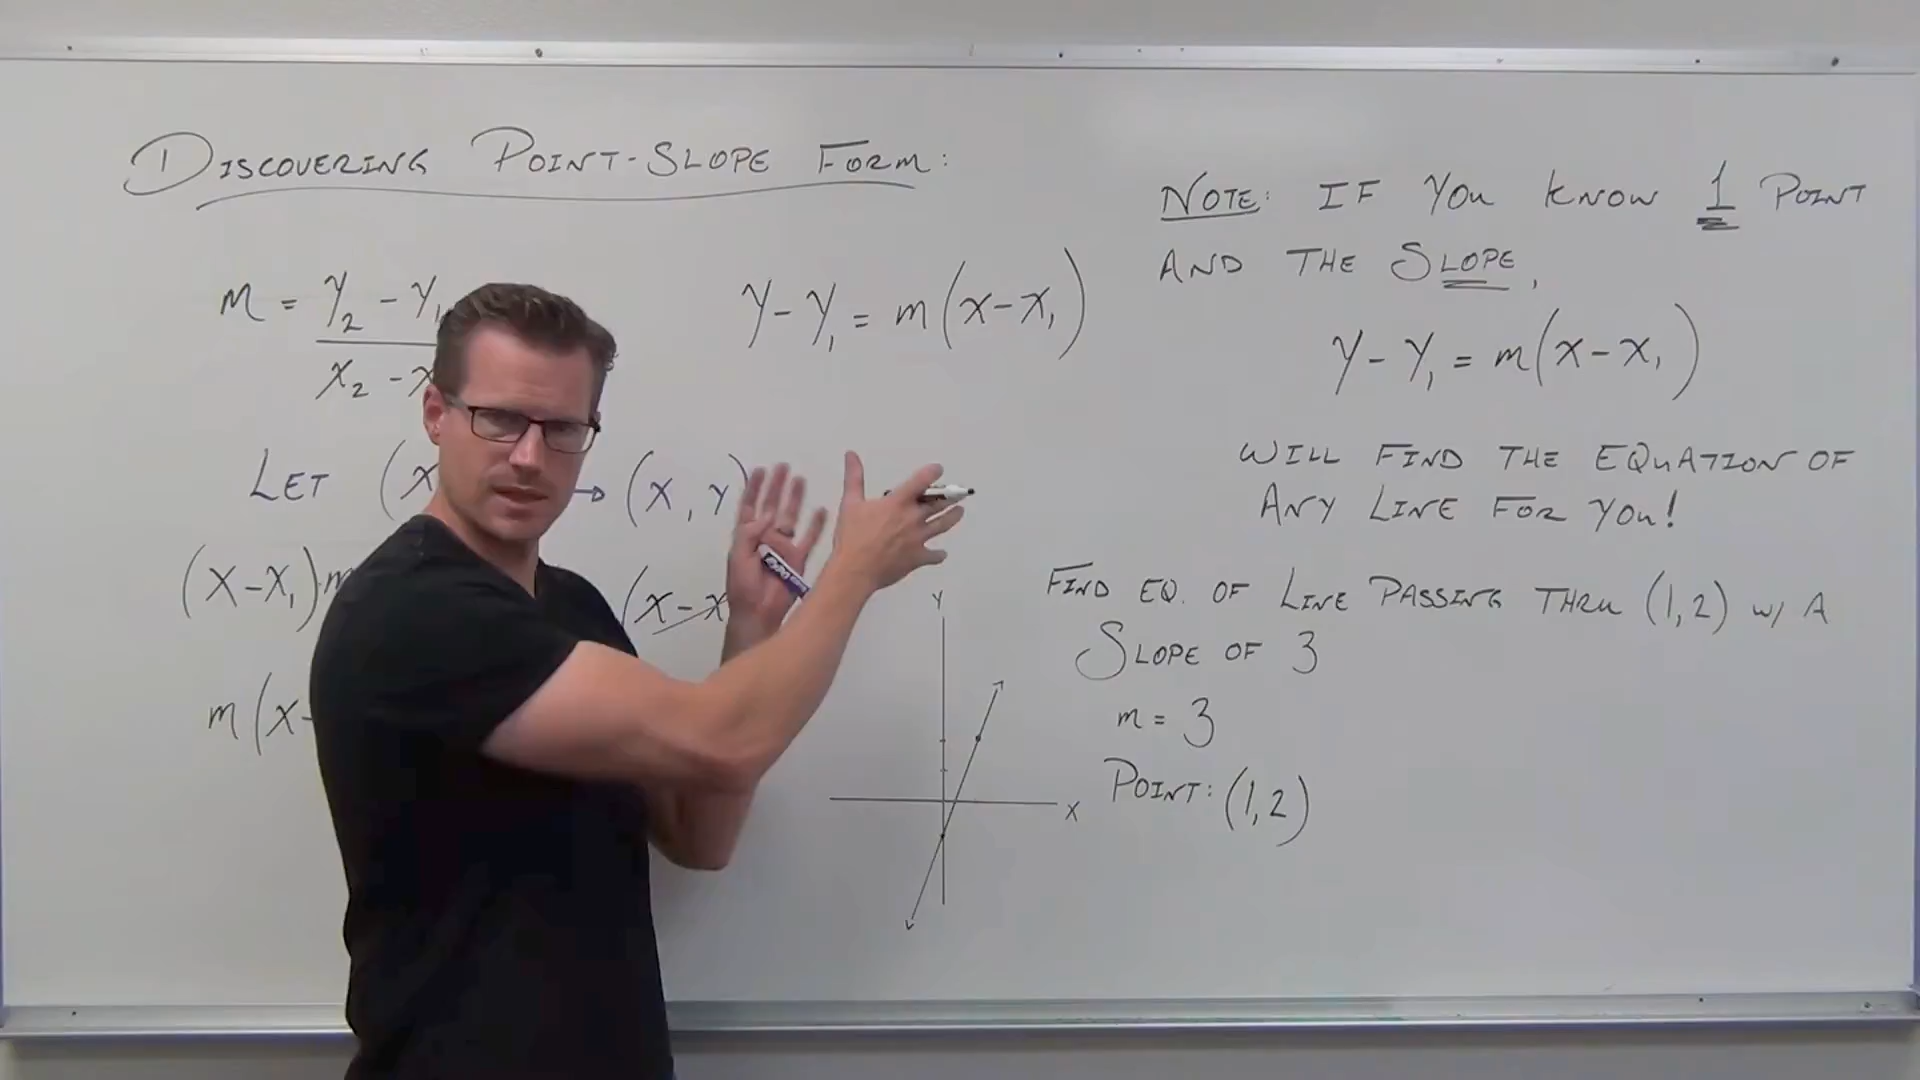 DISCOVERING POINT-SLOPE FORM:
m = y₂ - y₁
x₂ - x
y - y₁ = m(x - x₁)
LET (x → (x, y)
(x - x₁) · m
(x - x
m(x -
NOTE: IF YOU KNOW 1 POINT
AND THE SLOPE,
y - y₁ = m(x - x₁)
WILL FIND THE EQUATION OF
ANY LINE FOR YOU!
FIND EQ. OF LINE PASSING THRU (1, 2) W/ A
SLOPE OF 3
m = 3
POINT: (1, 2)
Y
X